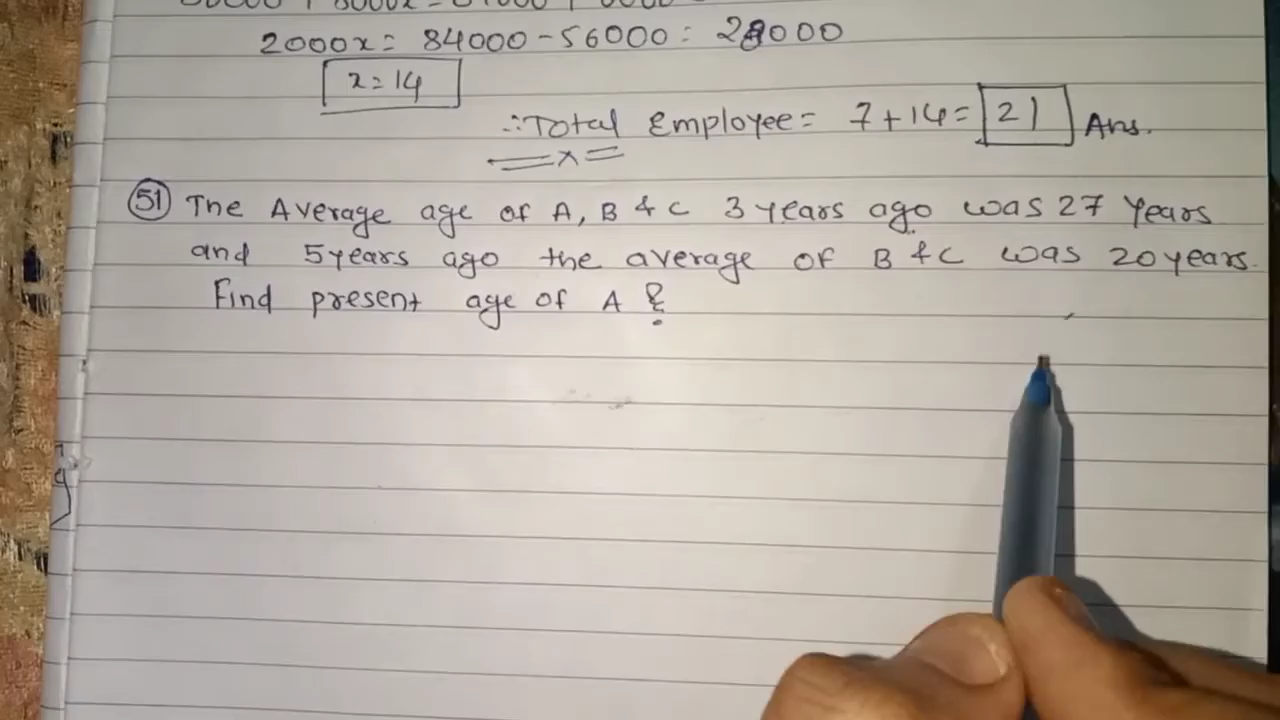 2000x = 84000 - 56000 = 28000
x = 14
∴ Total Employee = 7 + 14 = 21 Ans.
51 The Average age of A, B & C 3 years ago was 27 Years
and 5 years ago the average of B & C was 20 years.
Find present age of A ?